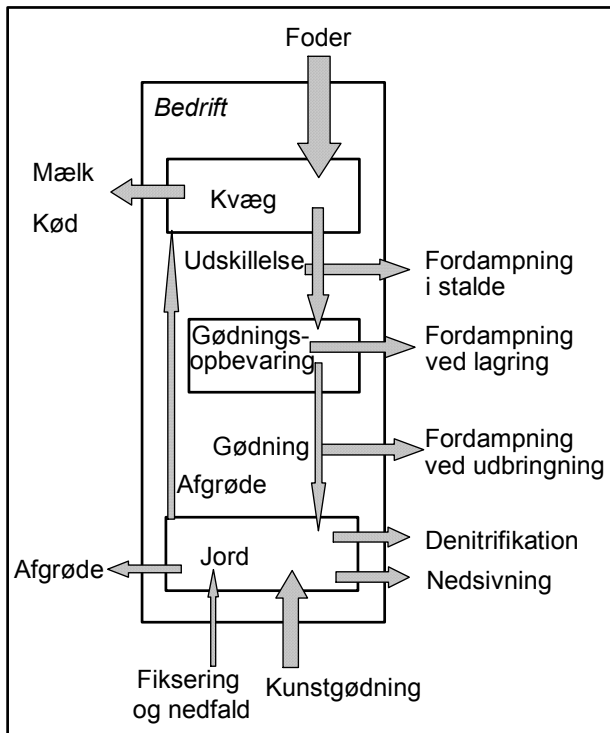 Foder
Bedrift
Mælk
Kød
Kvæg
Udskillelse
Fordampning
i stalde
Gødnings-
opbevaring
Fordampning
ved lagring
Gødning
Fordampning
ved udbringning
Afgrøde
Jord
Denitrifikation
Afgrøde
Nedsivning
Fiksering
og nedfald
Kunstgødning